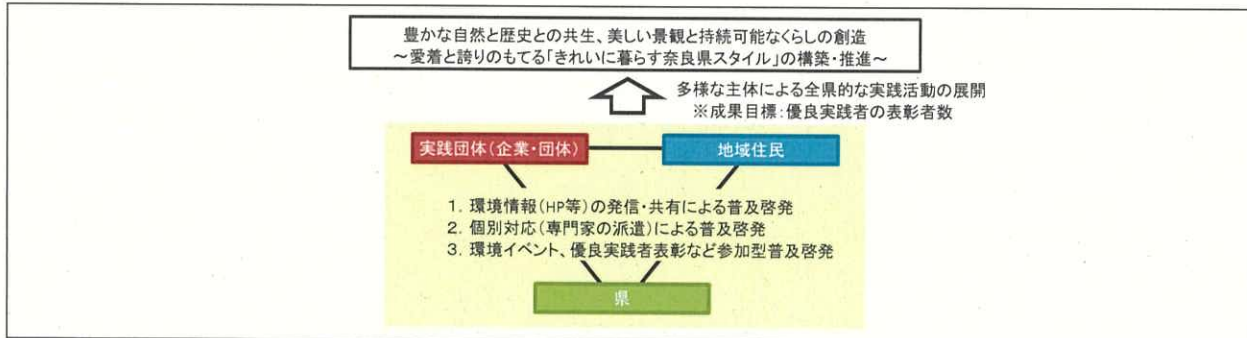 豊かな自然と歴史との共生、美しい景観と持続可能なくらしの創造
～愛着と誇りのもてる「きれいに暮らす奈良県スタイル」の構築・推進～
多様な主体による全県的な実践活動の展開
※成果目標：優良実践者の表彰者数
実践団体（企業・団体）
地域住民
1．環境情報（HP等）の発信・共有による普及啓発
2．個別対応（専門家の派遣）による普及啓発
3．環境イベント、優良実践者表彰など参加型普及啓発
県